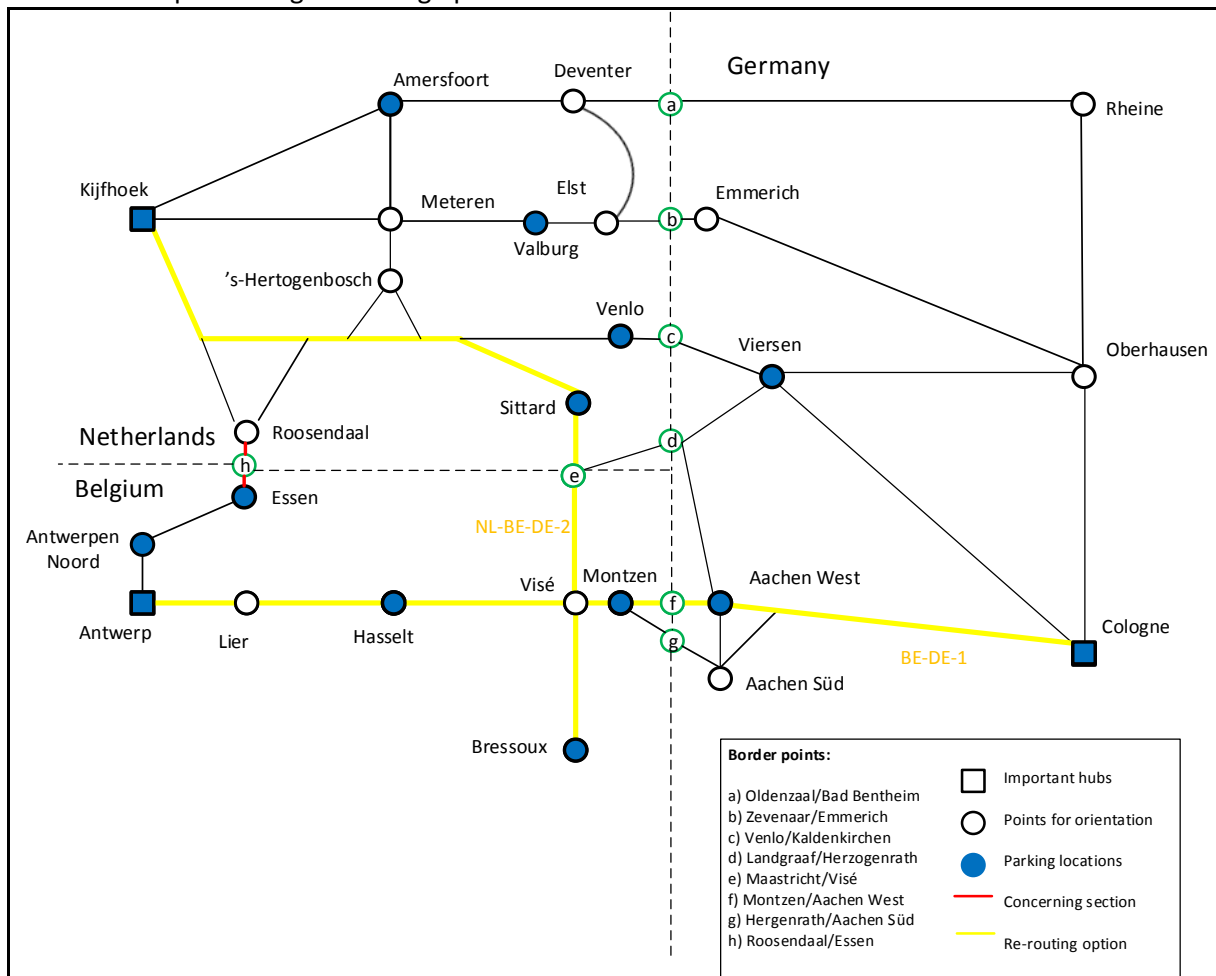 Germany
Deventer
Amersfoort
a
Rheine
Kijfhoek
Elst
Emmerich
Meteren
b
Valburg
's-Hertogenbosch
Venlo
c
Viersen
Oberhausen
Sittard
Netherlands
Roosendaal
d
h
e
Belgium
Essen
NL-BE-DE-2
Antwerpen
Noord
Visé
Montzen
Aachen West
f
Antwerp
Lier
Hasselt
Cologne
g
BE-DE-1
Aachen Süd
Bressoux
Border points:
a) Oldenzaal/Bad Bentheim
b) Zevenaar/Emmerich
c) Venlo/Kaldenkirchen
d) Landgraaf/Herzogenrath
e) Maastricht/Visé
f) Montzen/Aachen West
g) Hergenrath/Aachen Süd
h) Roosendaal/Essen
Important hubs
Points for orientation
Parking locations
Concerning section
Re-routing option